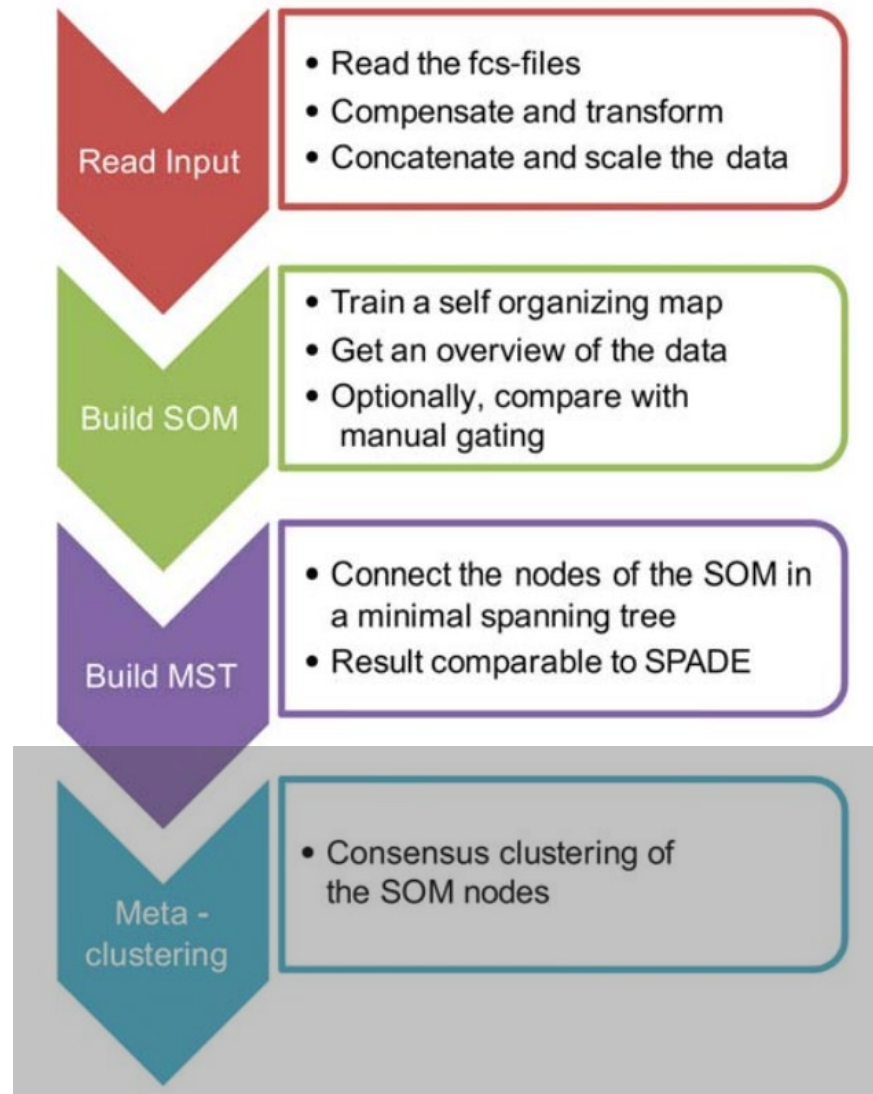 Read Input
• Read the fcs-files
• Compensate and transform
• Concatenate and scale the data
Build SOM
• Train a self organizing map
• Get an overview of the data
• Optionally, compare with
manual gating
Build MST
• Connect the nodes of the SOM in
a minimal spanning tree
• Result comparable to SPADE
Meta -
clustering
• Consensus clustering of
the SOM nodes